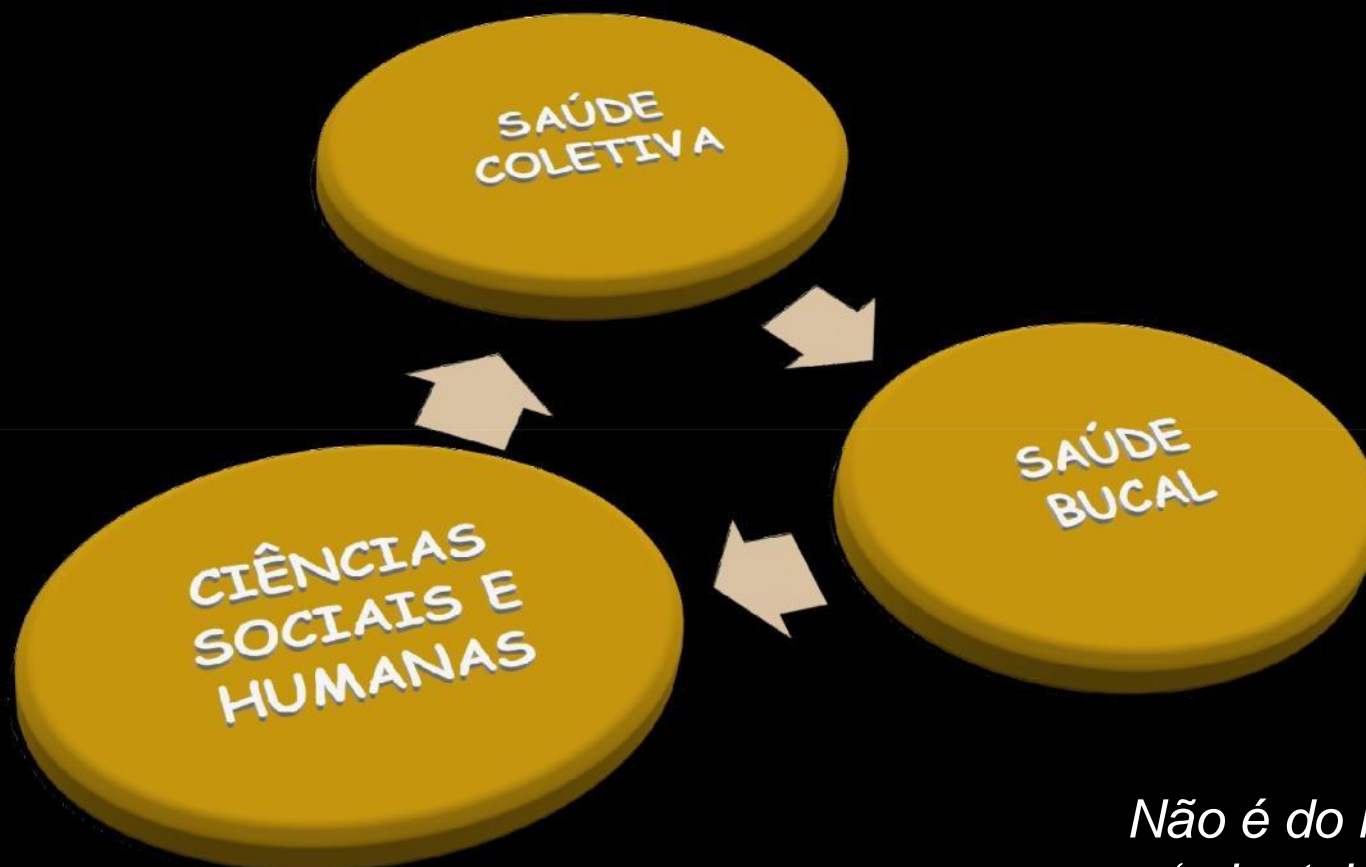 SAÚDE
COLETIVA
SAÚDE
BUCAL
CIÊNCIAS
SOCIAIS E
HUMANAS
Não é do